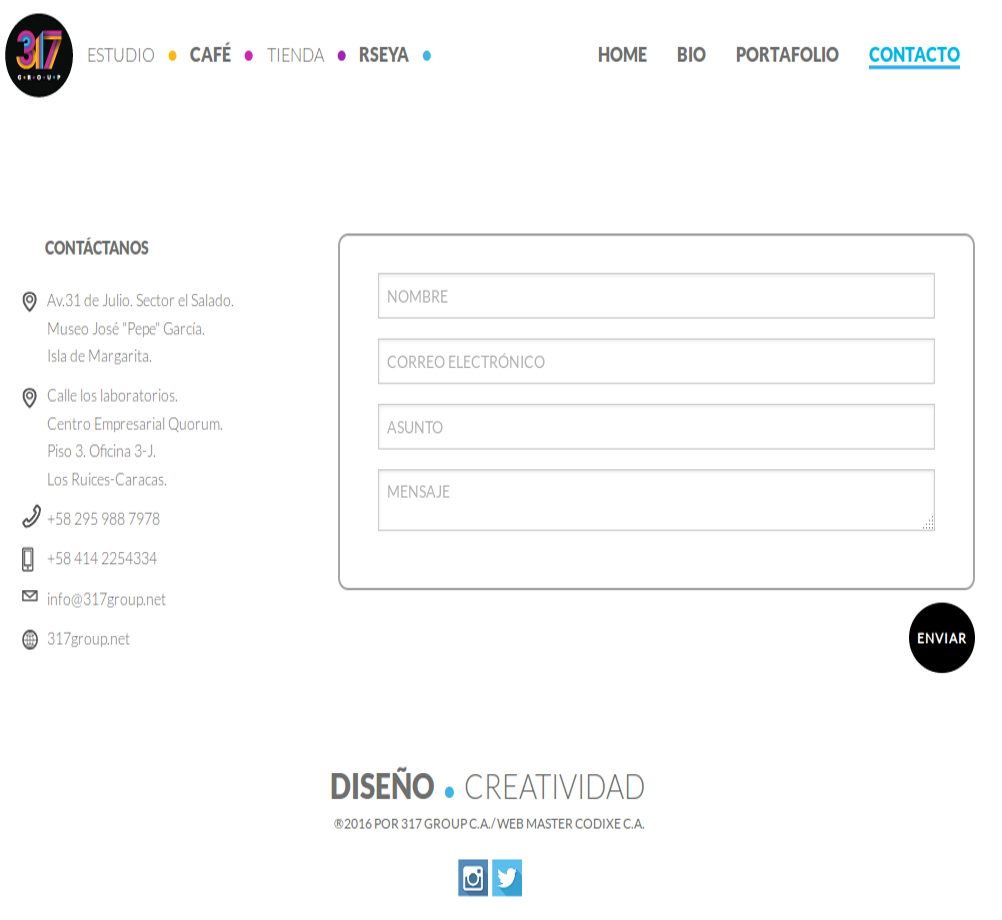 317
GROUP
ESTUDIO • CAFÉ • TIENDA • RSEYA •
HOME BIO PORTAFOLIO CONTACTO
CONTÁCTANOS
Av.31 de Julio. Sector el Salado.
Museo José "Pepe" García.
Isla de Margarita.
Calle los laboratorios.
Centro Empresarial Quorum.
Piso 3. Oficina 3-J.
Los Ruices-Caracas.
+58 295 988 7978
+58 414 2254334
info@317group.net
317group.net
NOMBRE
CORREO ELECTRÓNICO
ASUNTO
MENSAJE
ENVIAR
DISEÑO • CREATIVIDAD
®2016 POR 317 GROUP C.A./ WEB MASTER CODIXE C.A.